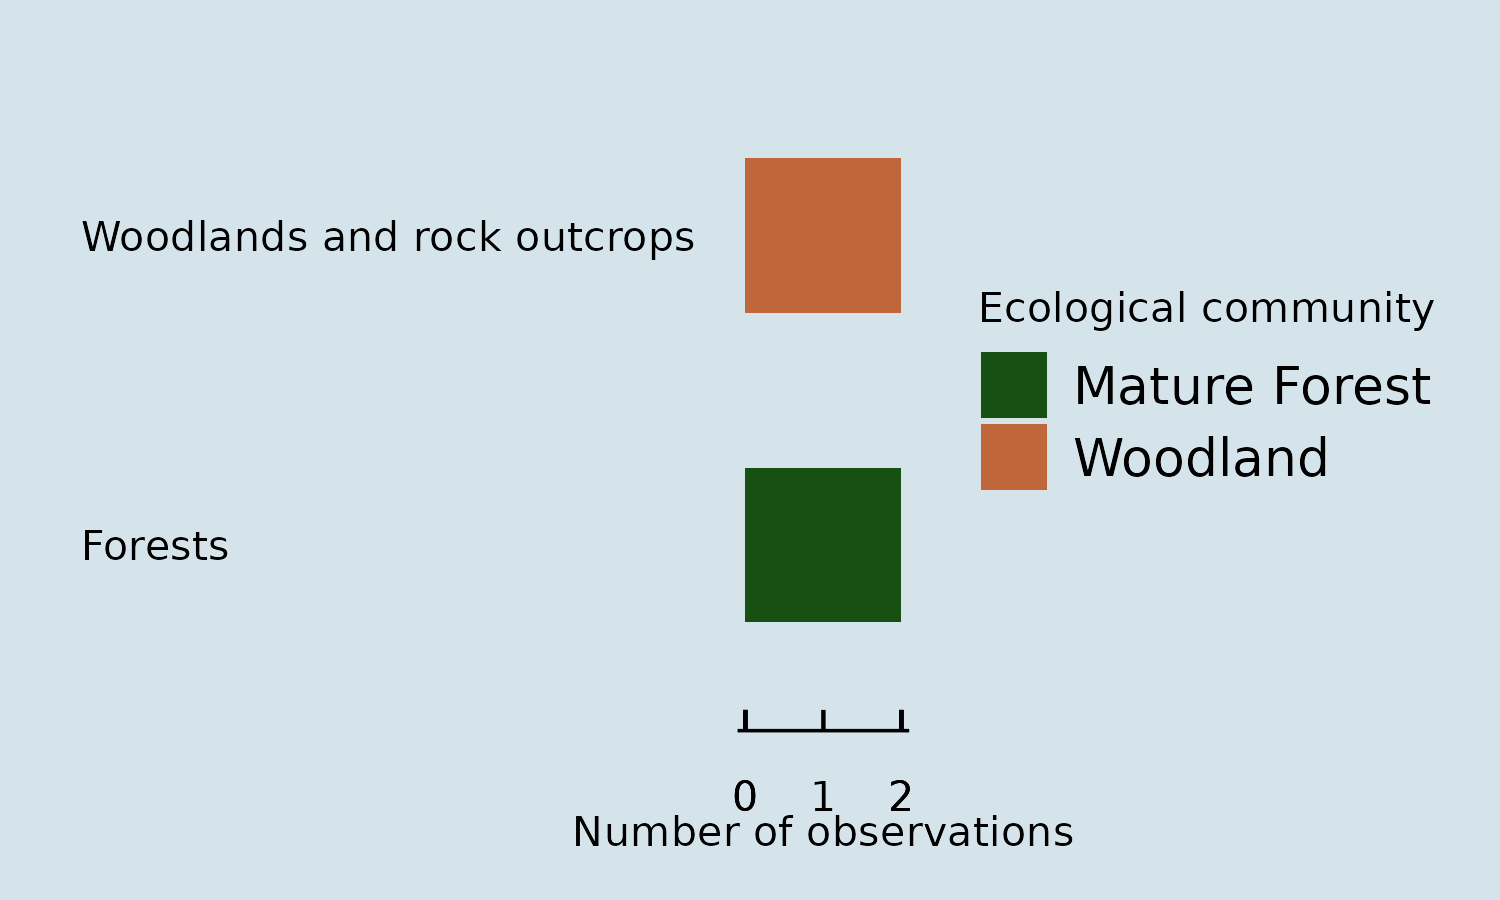 Woodlands and rock outcrops
Forests
Ecological community
Mature Forest
Woodland
0 1 2
Number of observations